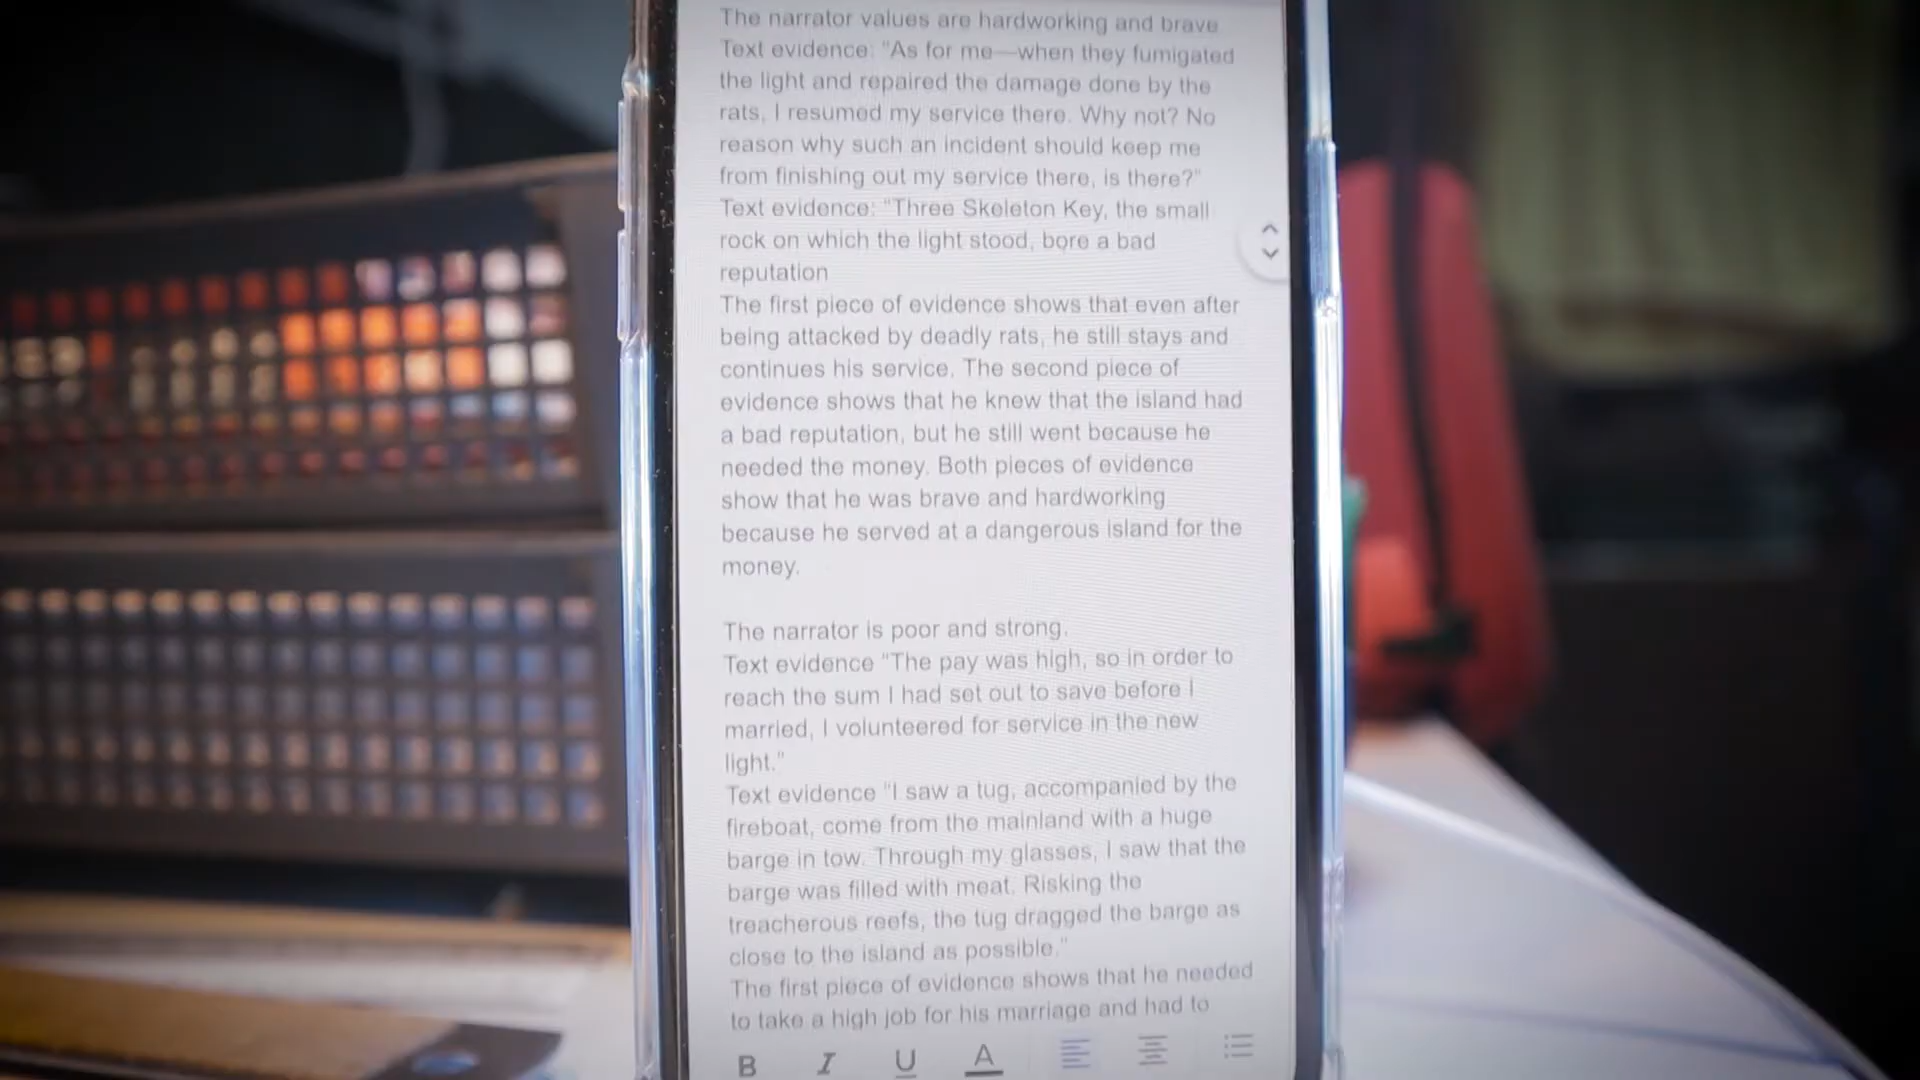 The narrator values are hardworking and brave
Text evidence: "As for me—when they fumigated
the light and repaired the damage done by the
rats, I resumed my service there. Why not? No
reason why such an incident should keep me
from finishing out my service there, is there?"
Text evidence: "Three Skeleton Key, the small
rock on which the light stood, bore a bad
reputation
The first piece of evidence shows that even after
being attacked by deadly rats, he still stays and
continues his service. The second piece of
evidence shows that he knew that the island had
a bad reputation, but he still went because he
needed the money. Both pieces of evidence
show that he was brave and hardworking
because he served at a dangerous island for the
money.
The narrator is poor and strong.
Text evidence "The pay was high, so in order to
reach the sum I had set out to save before I
married, I volunteered for service in the new
light."
Text evidence "I saw a tug, accompanied by the
fireboat, come from the mainland with a huge
barge in tow. Through my glasses, I saw that the
barge was filled with meat. Risking the
treacherous reefs, the tug dragged the barge as
close to the island as possible."
The first piece of evidence shows that he needed
to take a high job for his marriage and had to
B I U A